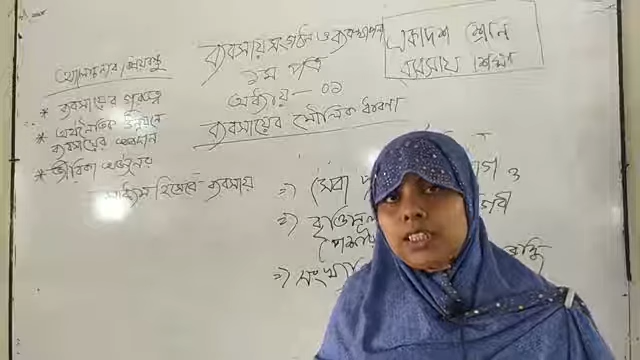 ব্যবসায় সংগঠন ও ব্যবস্থাপনা
১ম পত্র
অধ্যায় - ০১
ব্যবসায়ের মৌলিক ধারণা
একাদশ শ্রেনি
ব্যবসায় শিক্ষা
আলোচনার বিষয়বস্তু
* ব্যবসায়ের গুরুত্ব
* অর্থনৈতিক উন্নয়নে
ব্যবসায়ের অবদান
* জীবিকা অর্জনের
মাধ্যম হিসেবে ব্যবসায়
=> সেবা
ও
=> বৃত্তিমূল
=>